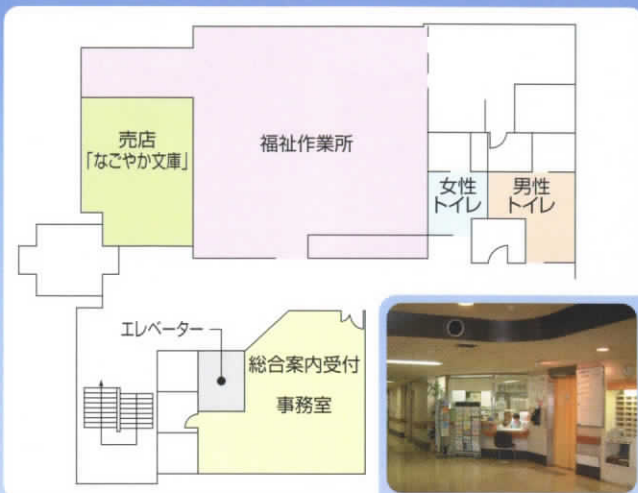 売店
「なごやか文庫」
福祉作業所
女性
トイレ
男性
トイレ
エレベーター
総合案内受付
事務室